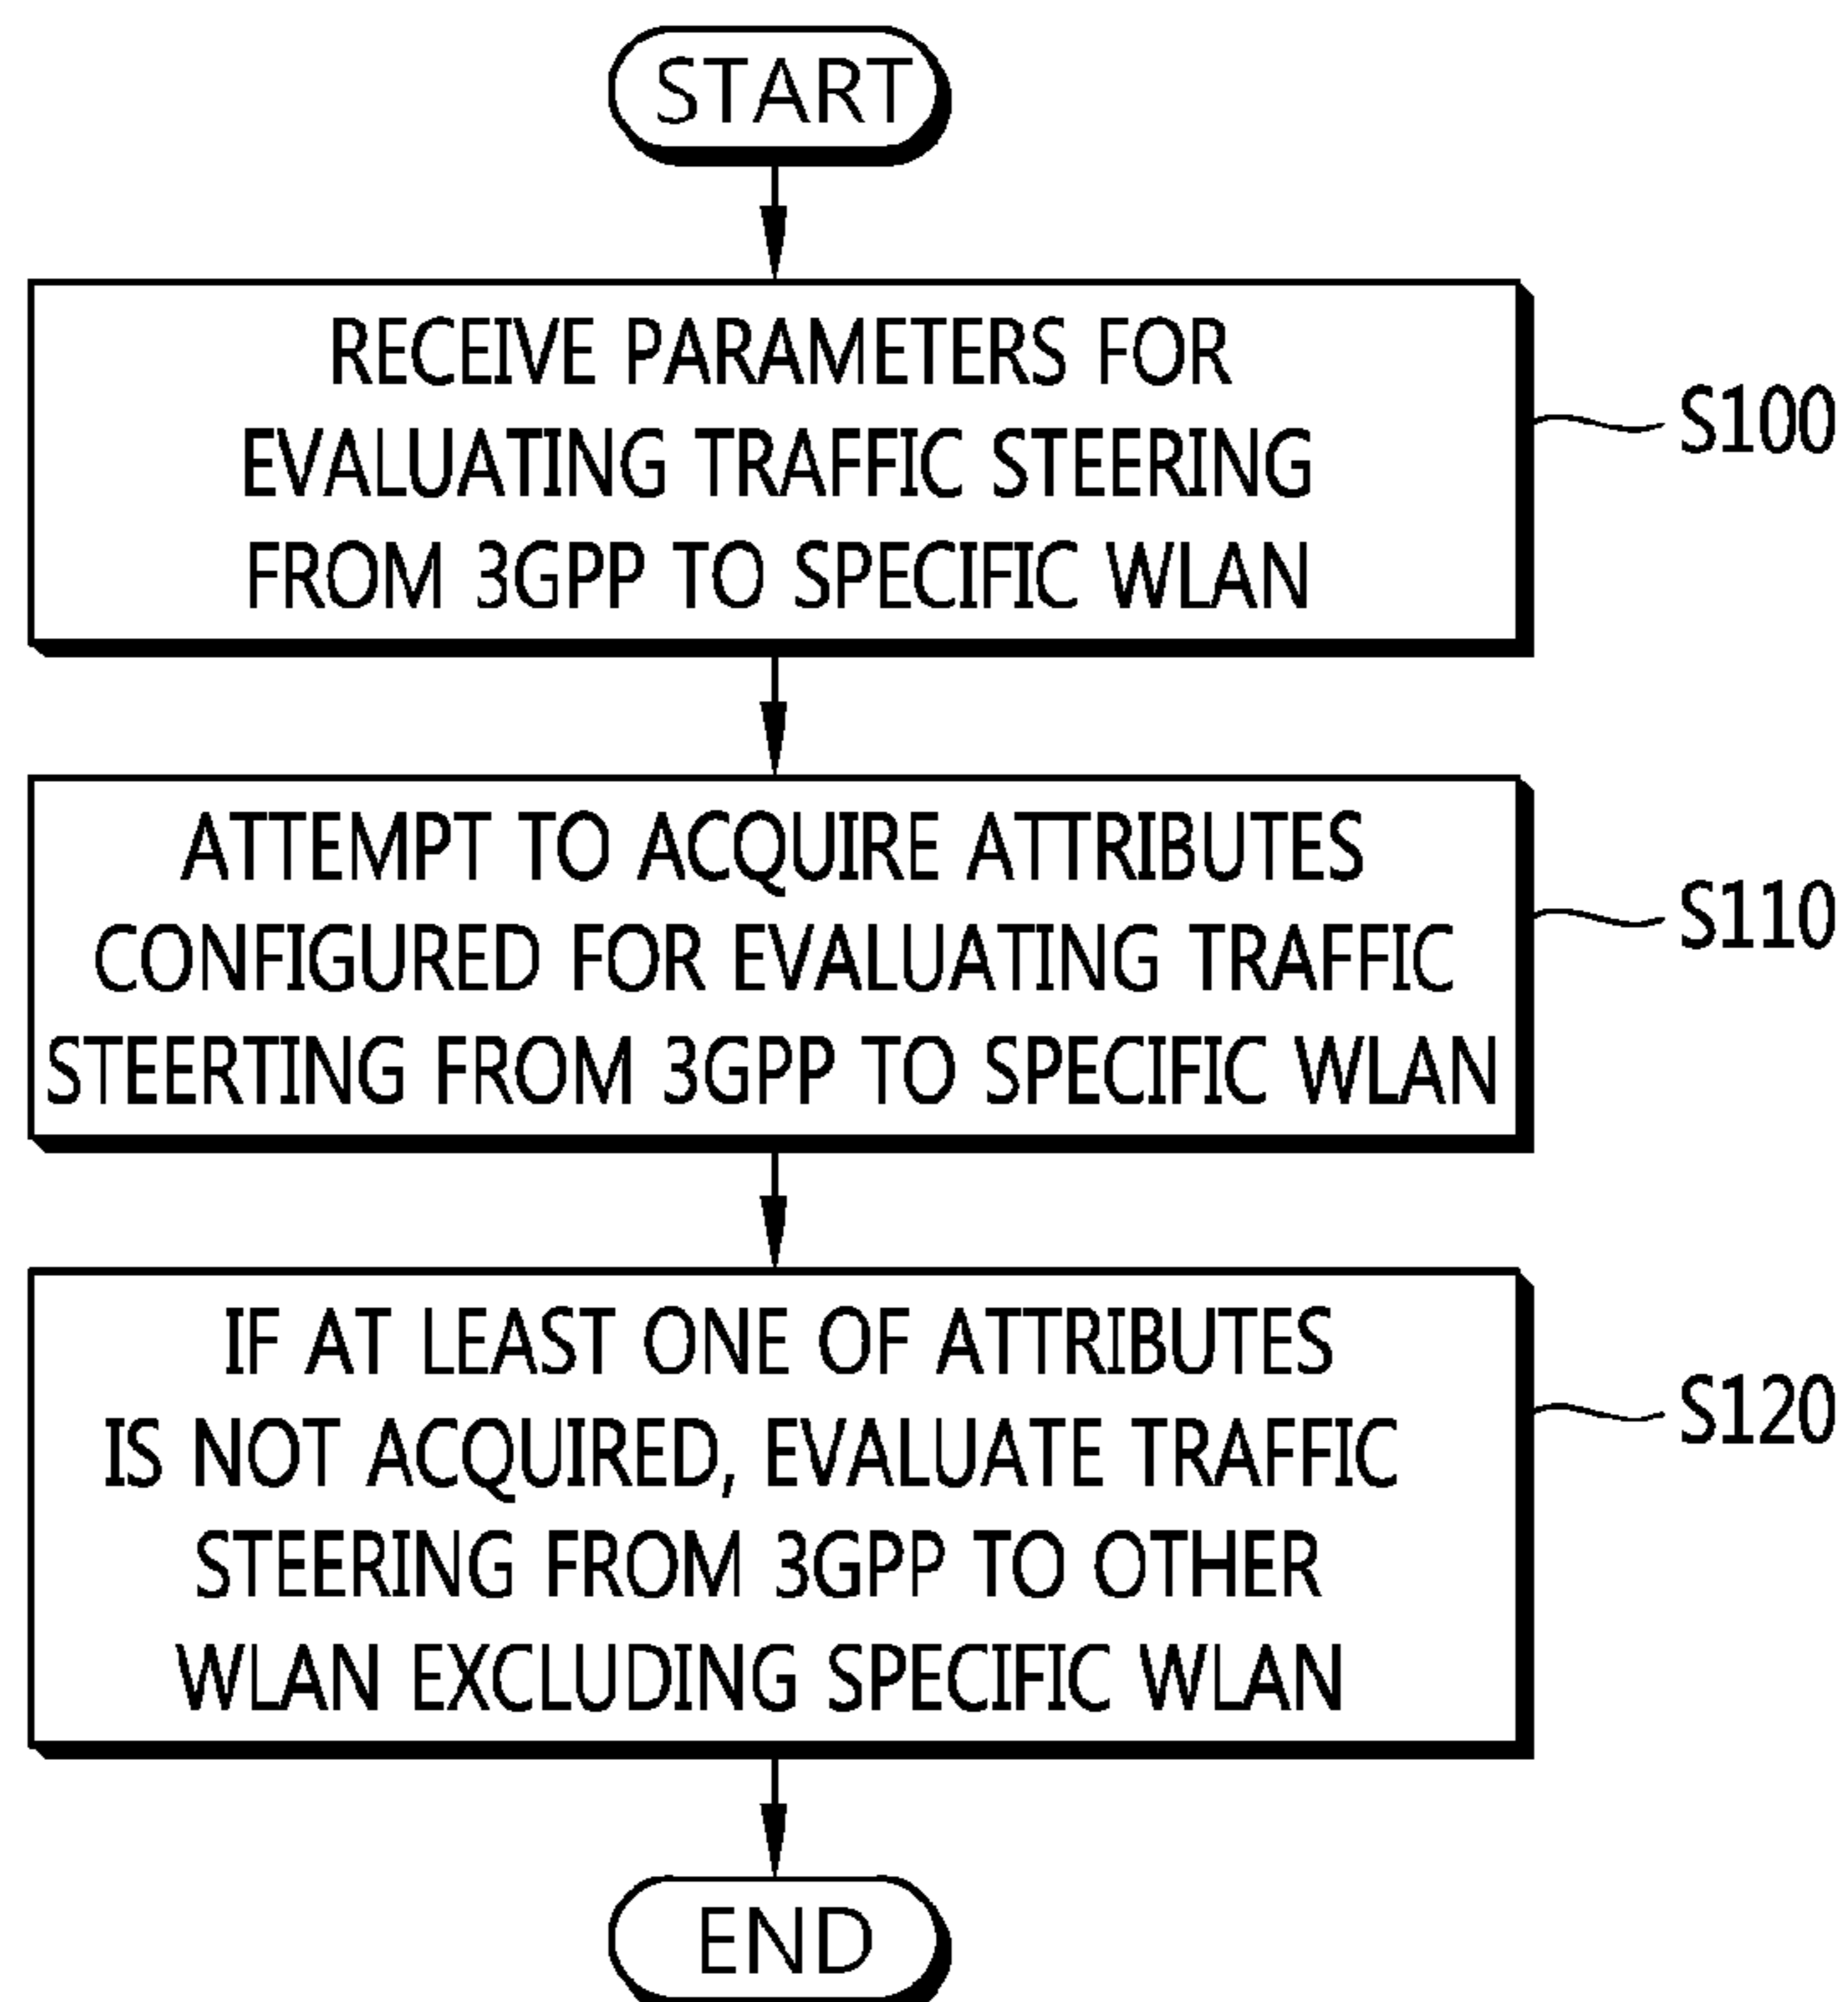 START
RECEIVE PARAMETERS FOR
EVALUATING TRAFFIC STEERING
FROM 3GPP TO SPECIFIC WLAN
S100
ATTEMPT TO ACQUIRE ATTRIBUTES
CONFIGURED FOR EVALUATING TRAFFIC
STEERTING FROM 3GPP TO SPECIFIC WLAN
S110
IF AT LEAST ONE OF ATTRIBUTES
IS NOT ACQUIRED, EVALUATE TRAFFIC
STEERING FROM 3GPP TO OTHER
WLAN EXCLUDING SPECIFIC WLAN
S120
END